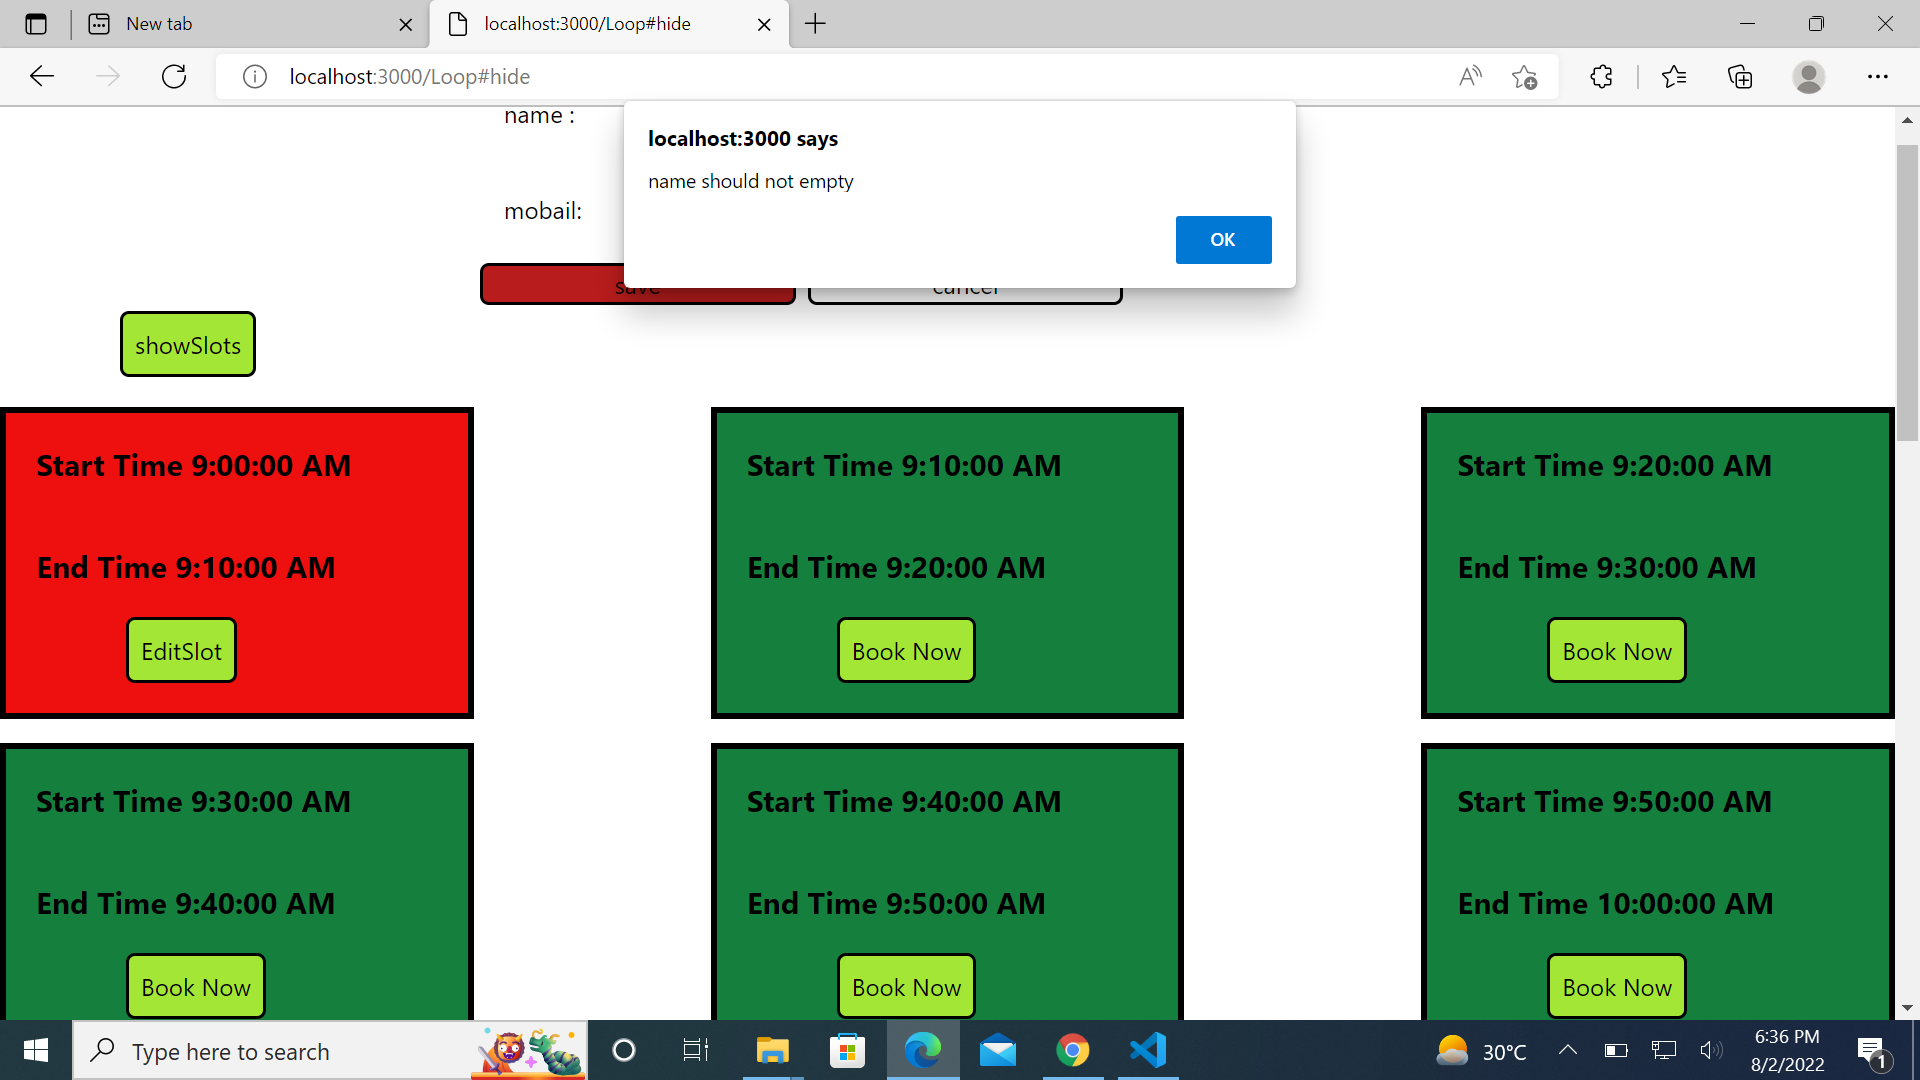 New tab
localhost:3000/Loop#hide
localhost:3000/Loop#hide
name :
localhost:3000 says
name should not empty
OK
mobail:
save
cancel
showSlots
Start Time 9:00:00 AM
End Time 9:10:00 AM
EditSlot
Start Time 9:10:00 AM
End Time 9:20:00 AM
Book Now
Start Time 9:20:00 AM
End Time 9:30:00 AM
Book Now
Start Time 9:30:00 AM
End Time 9:40:00 AM
Book Now
Start Time 9:40:00 AM
End Time 9:50:00 AM
Book Now
Start Time 9:50:00 AM
End Time 10:00:00 AM
Book Now
Type here to search
30°C
6:36 PM
8/2/2022
1